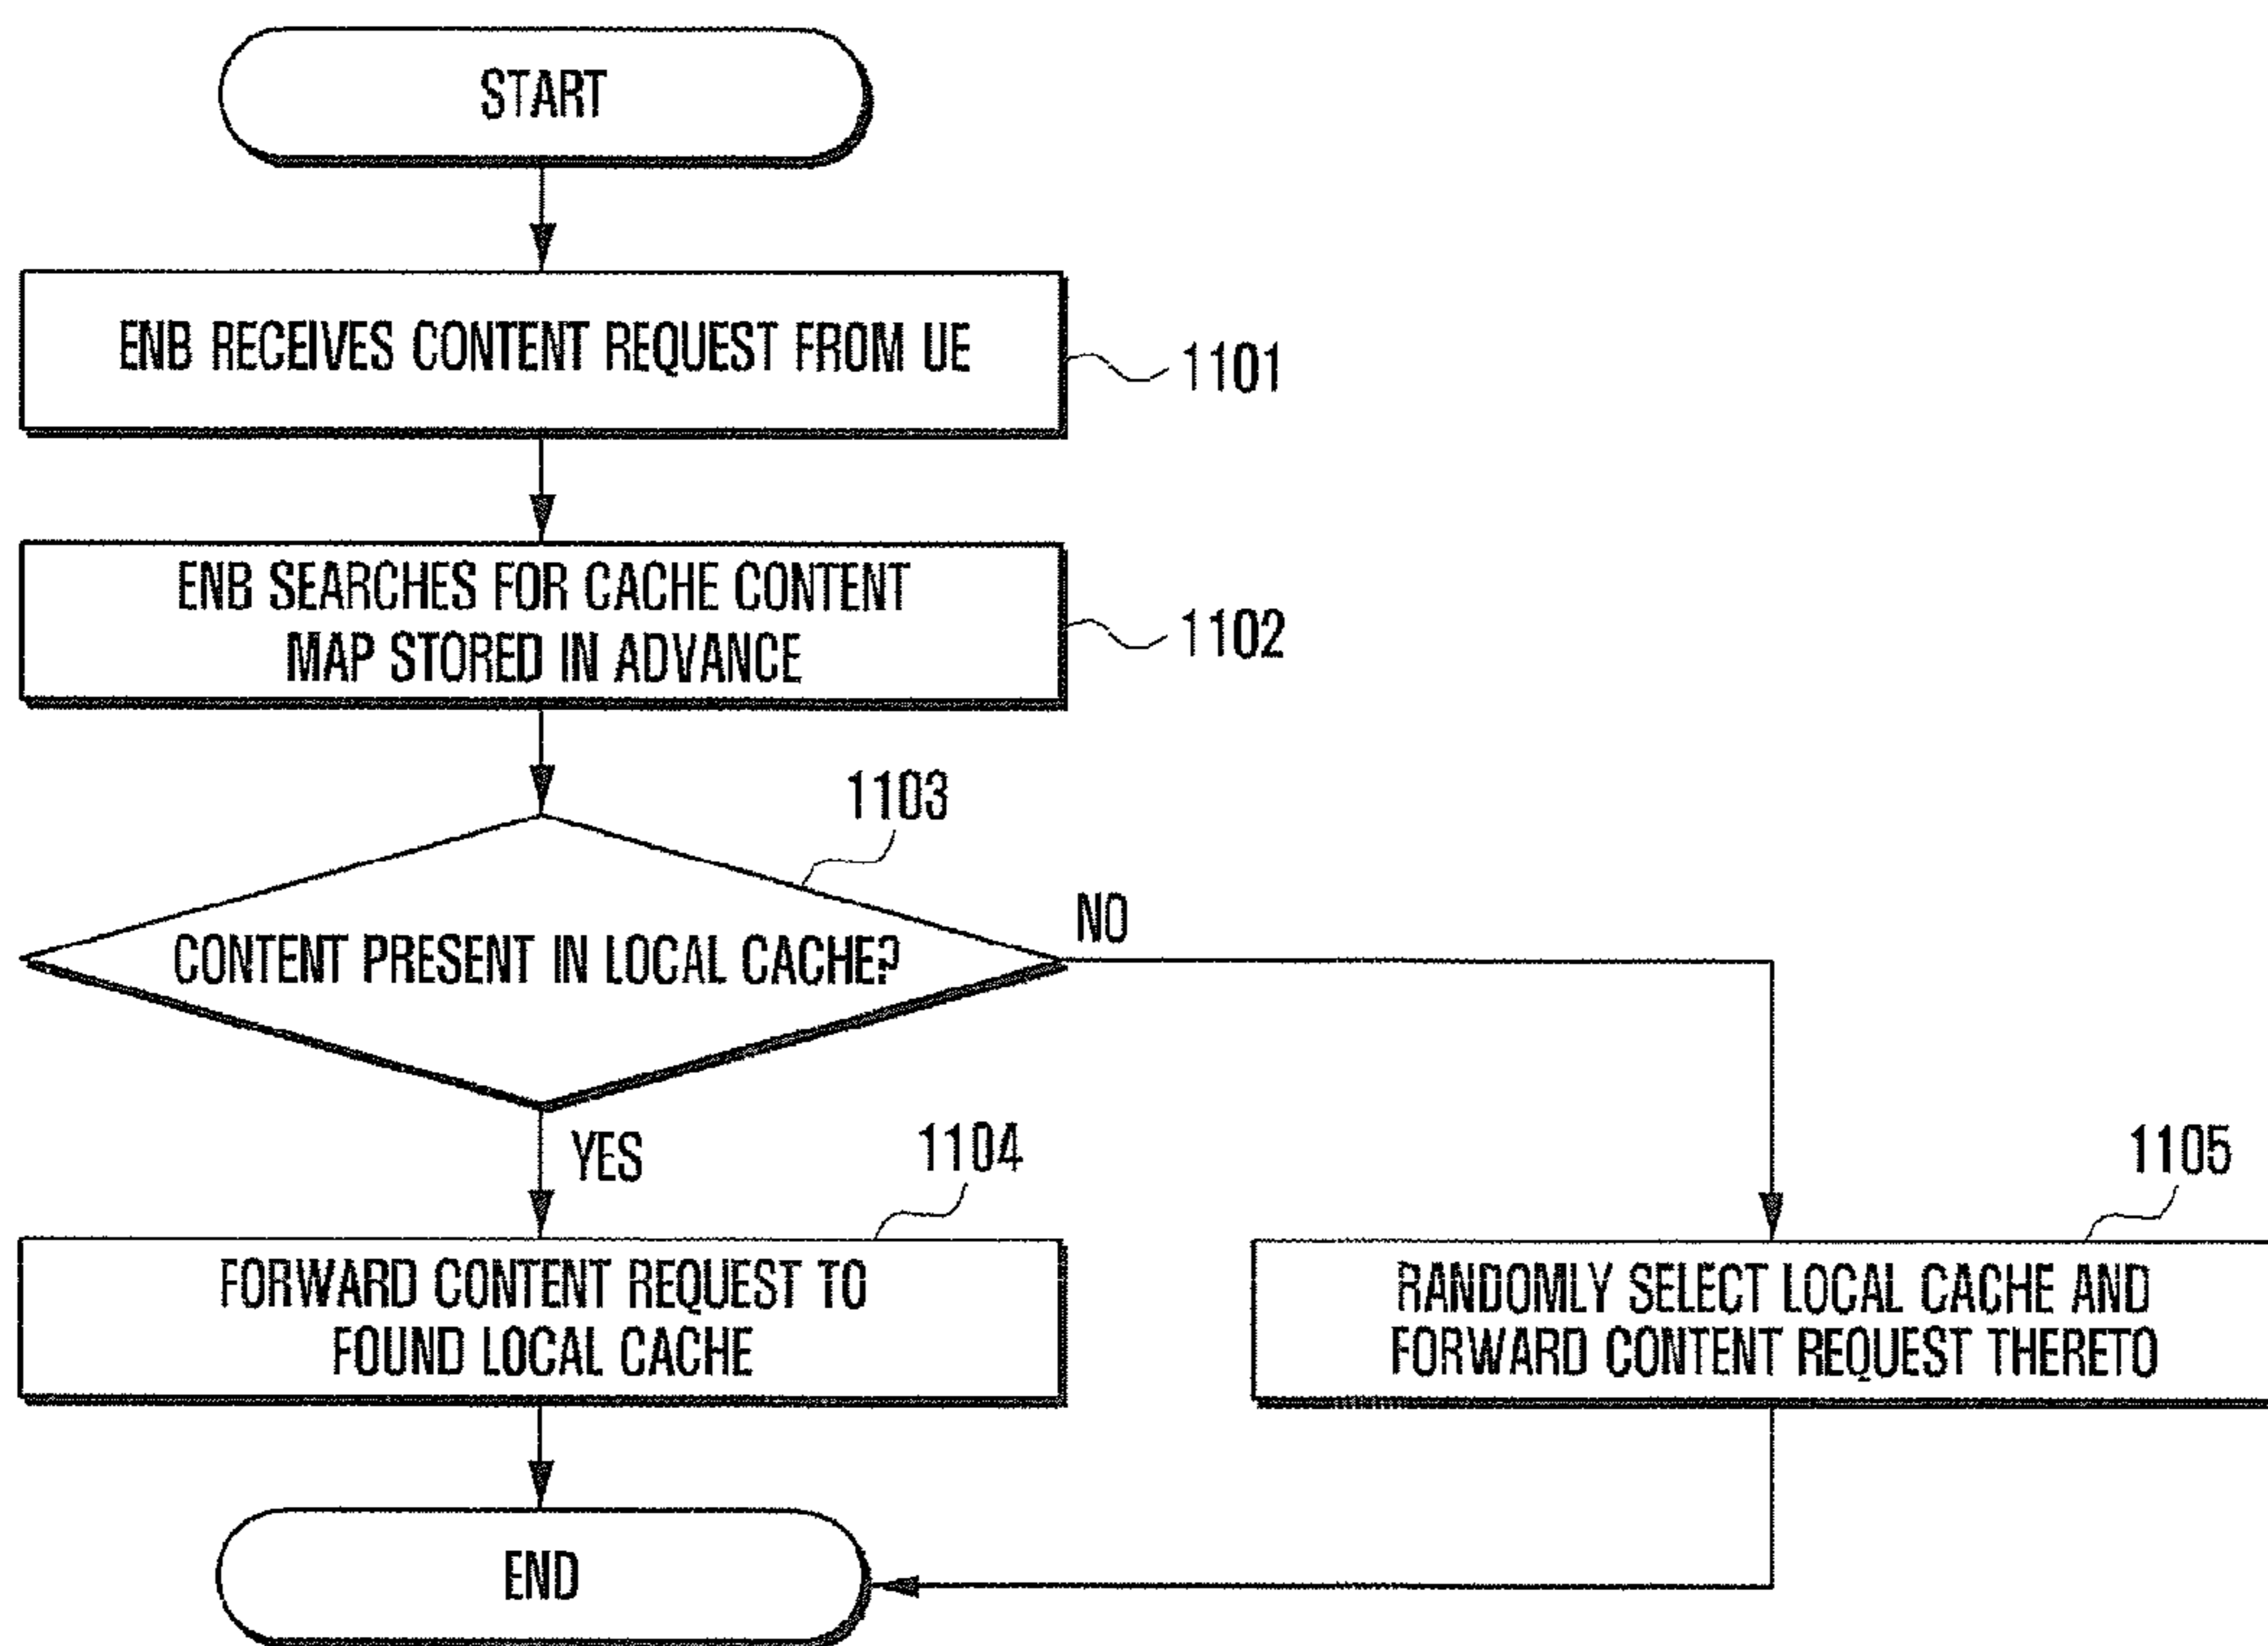 START
ENB RECEIVES CONTENT REQUEST FROM UE
1101
ENB SEARCHES FOR CACHE CONTENT
MAP STORED IN ADVANCE
1102
1103
CONTENT PRESENT IN LOCAL CACHE?
NO
YES
1104
FORWARD CONTENT REQUEST TO
FOUND LOCAL CACHE
1105
RANDOMLY SELECT LOCAL CACHE AND
FORWARD CONTENT REQUEST THERETO
END